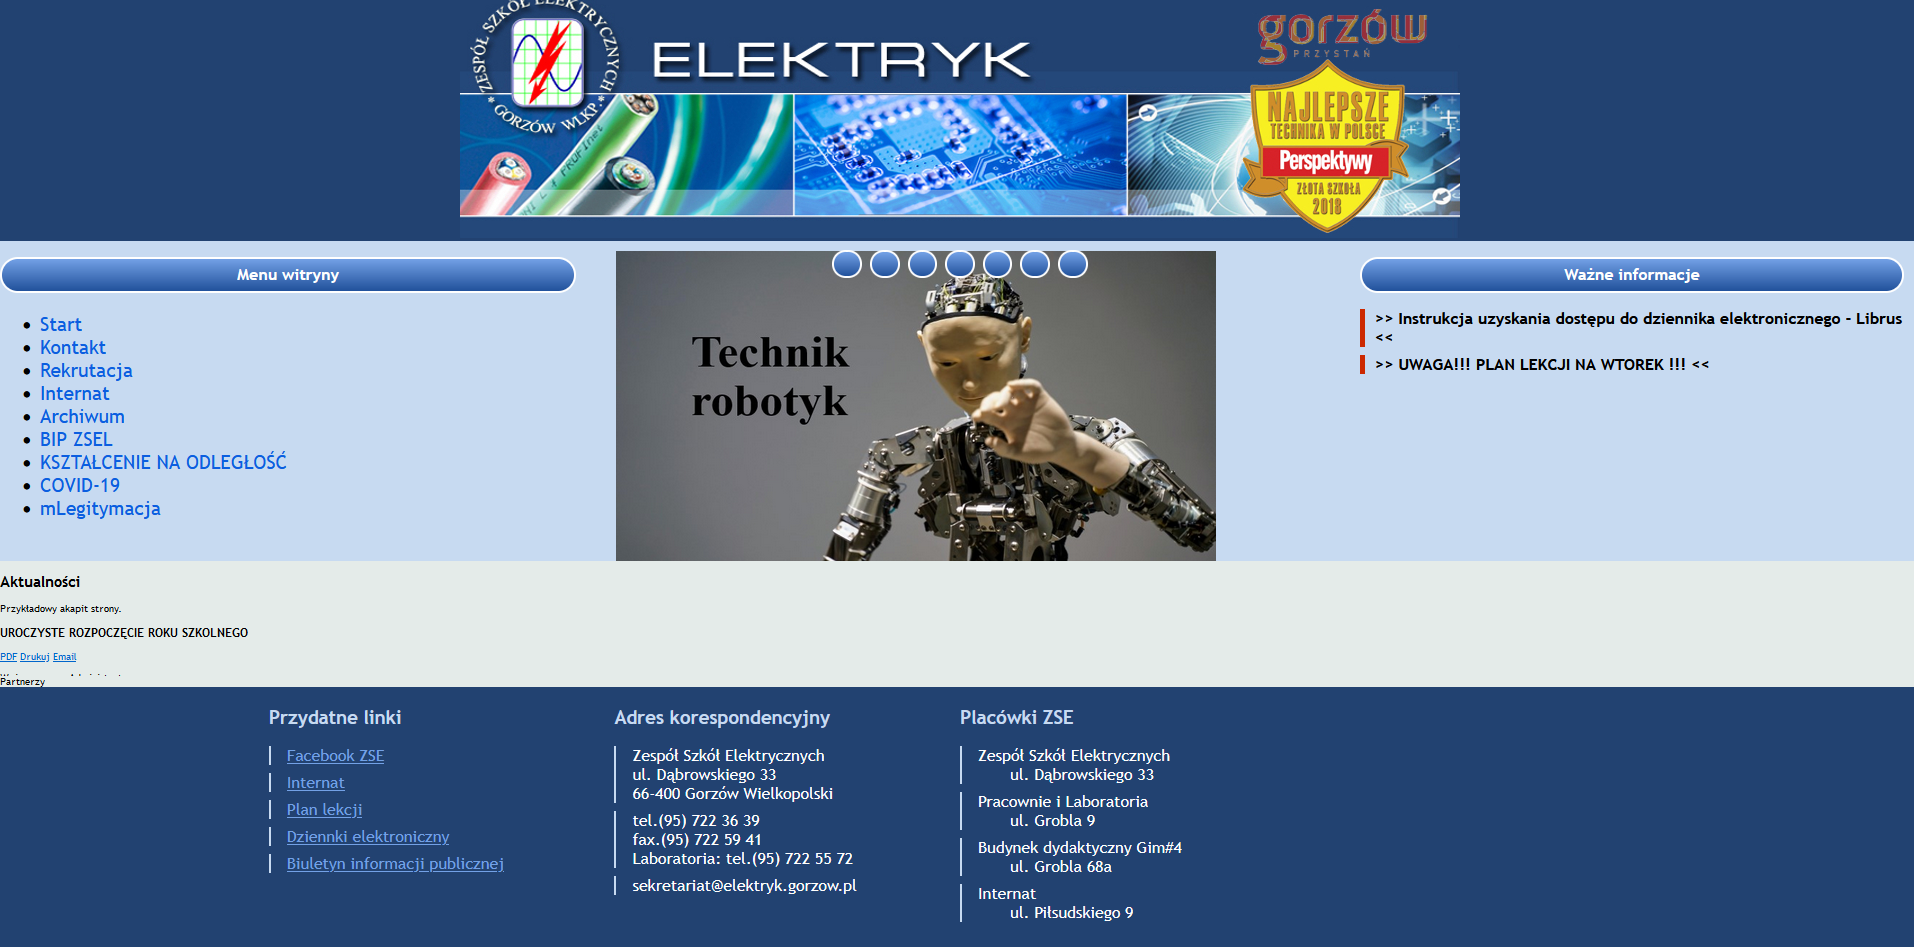 ZESPÓŁ SZKÓŁ ELEKTRYCZNYCH
* GORZÓW WLKP. *
ELEKTRYK
gorzów
PRZYSTAŃ
NAJLEPSZE
TECHNIKA W POLSCE
Perspektywy
ZŁOTA SZKOŁA
2018
Menu witryny
Start
Kontakt
Rekrutacja
Internat
Archiwum
BIP ZSEL
KSZTAŁCENIE NA ODLEGŁOŚĆ
COVID-19
mLegitymacja
Technik
robotyk
Ważne informacje
>> Instrukcja uzyskania dostępu do dziennika elektronicznego - Librus
<<
>> UWAGA!!! PLAN LEKCJI NA WTOREK !!! <<
Aktualności
Przykładowy akapit strony.
UROCZYSTE ROZPOCZĘCIE ROKU SZKOLNEGO
PDF Drukuj Email
Partnerzy
Przydatne linki
Facebook ZSE
Internat
Plan lekcji
Dziennki elektroniczny
Biuletyn informacji publicznej
Adres korespondencyjny
Zespół Szkół Elektrycznych
ul. Dąbrowskiego 33
66-400 Gorzów Wielkopolski
tel.(95) 722 36 39
fax.(95) 722 59 41
Laboratoria: tel.(95) 722 55 72
sekretariat@elektryk.gorzow.pl
Placówki ZSE
Zespół Szkół Elektrycznych
ul. Dąbrowskiego 33
Pracownie i Laboratoria
ul. Grobla 9
Budynek dydaktyczny Gim#4
ul. Grobla 68a
Internat
ul. Piłsudskiego 9